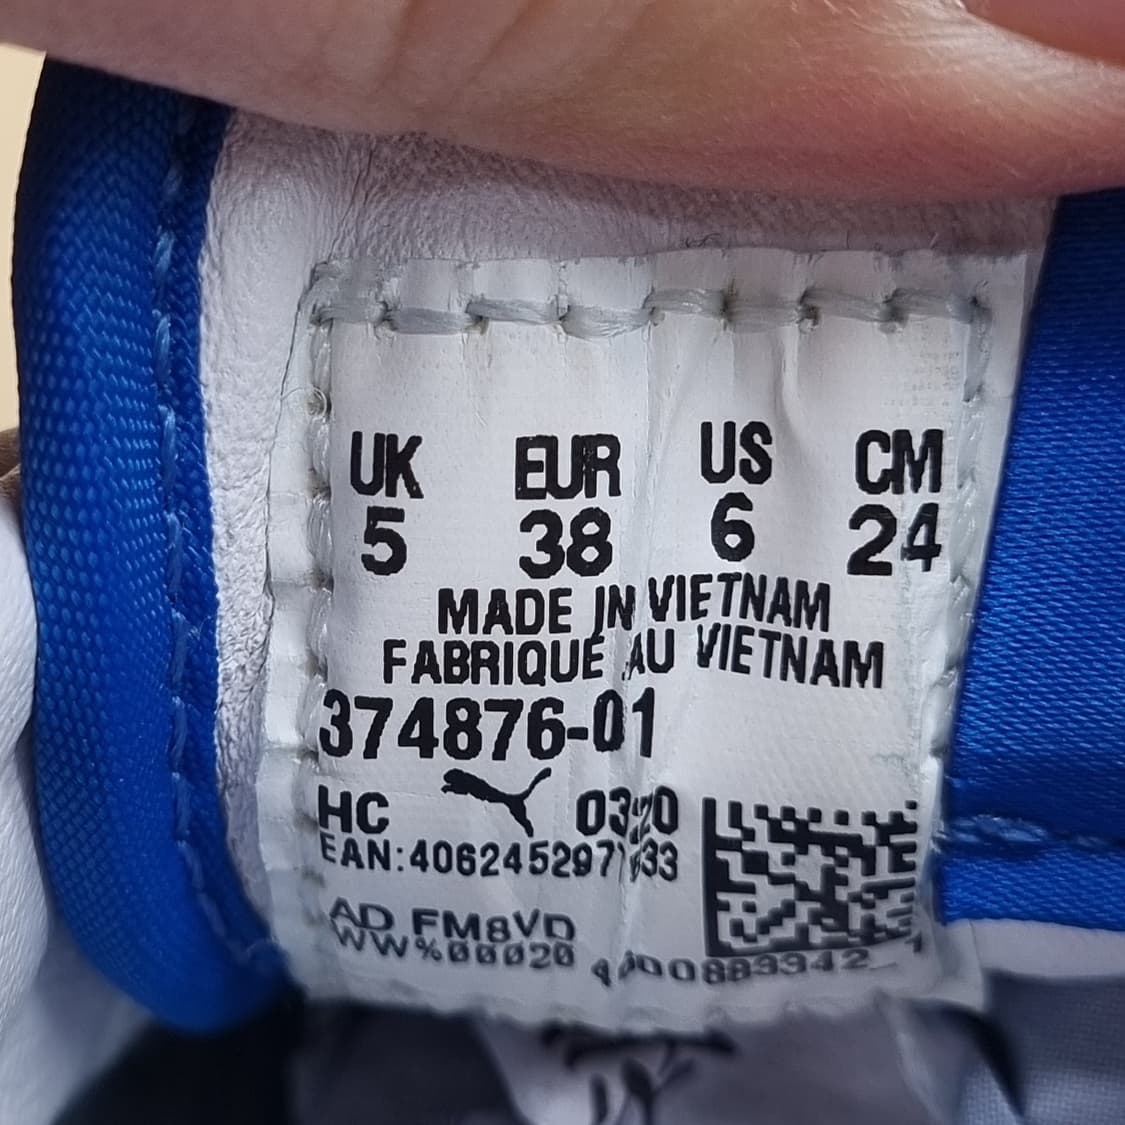 UK EUR US CM
5 38 6 24
MADE IN VIETNAM
FABRIQUÉ AU VIETNAM
374876-01
HC 0320
AD FM8VD
WW%00020